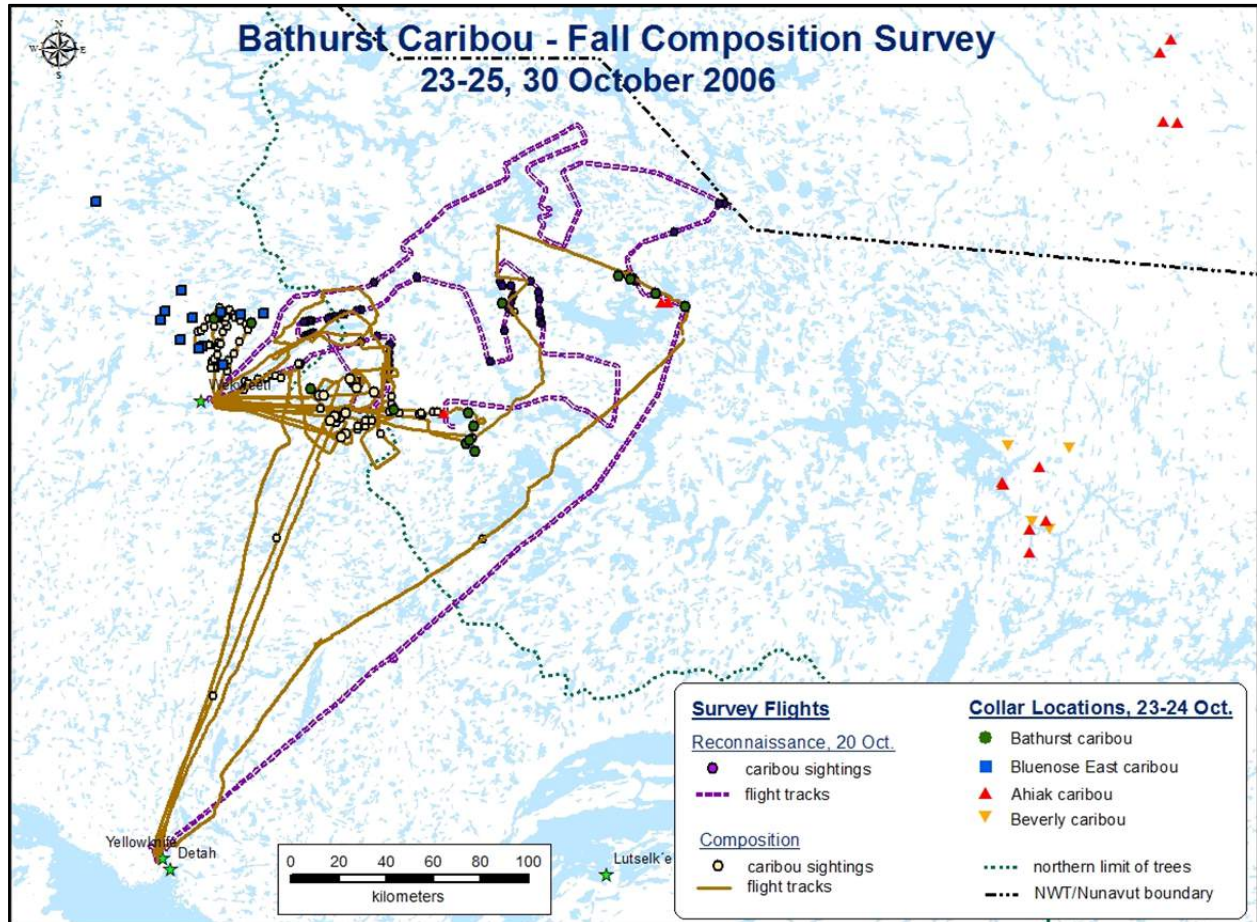 Bathurst Caribou - Fall Composition Survey
23-25, 30 October 2006
N
W E
S
Wekweeti
Yellowknife
Detah
Lutselk´e
0 20 40 60 80 100
kilometers
Survey Flights
Reconnaissance, 20 Oct.
caribou sightings
flight tracks
Composition
caribou sightings
flight tracks
Collar Locations, 23-24 Oct.
Bathurst caribou
Bluenose East caribou
Ahiak caribou
Beverly caribou
northern limit of trees
NWT/Nunavut boundary